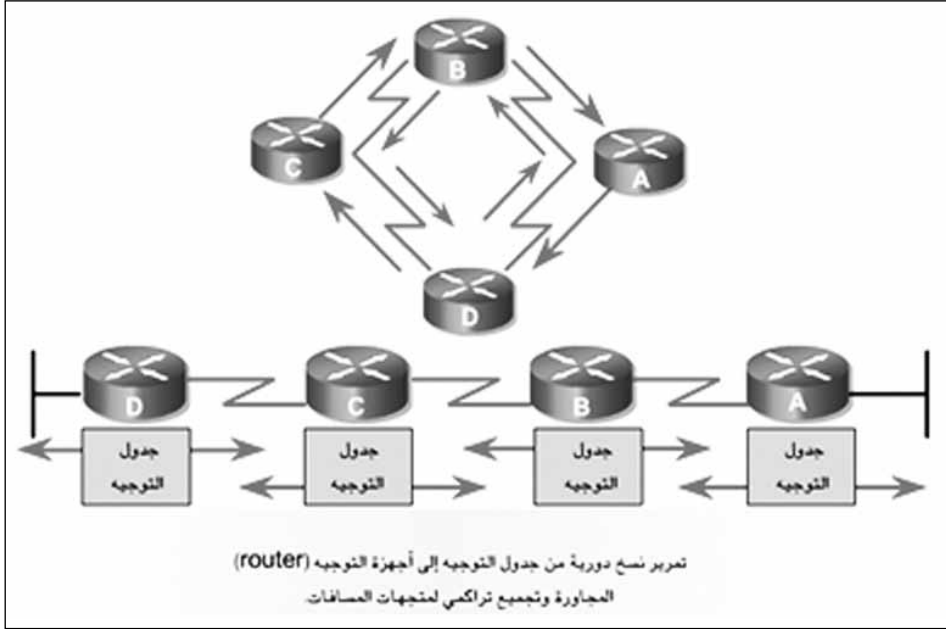 B
C
A
D
D
C
B
A
جدول
التوجيه
جدول
التوجيه
جدول
التوجيه
جدول
التوجيه
تمرير نسخ دورية من جدول التوجيه إلى أجهزة التوجيه (router)
المجاورة وتجميع تراكمي لمتجهات المسافات.